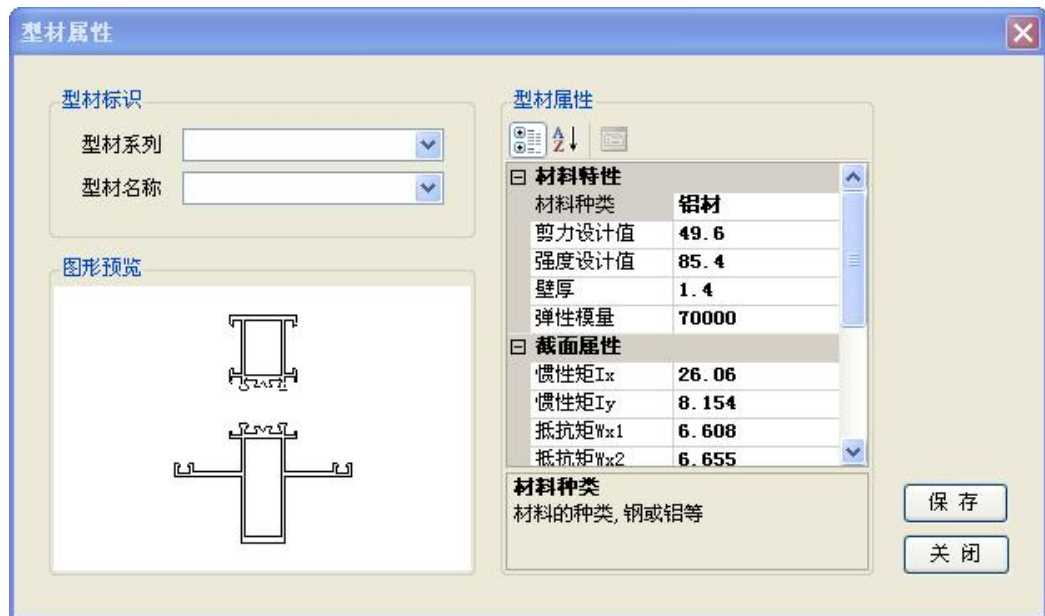 型材属性
型材标识
型材系列
型材名称
图形预览
型材属性
材料特性
材料种类 铝材
剪力设计值 49.6
强度设计值 85.4
壁厚 1.4
弹性模量 70000
截面属性
惯性矩Ix 26.06
惯性矩Iy 8.154
抵抗矩Wx1 6.608
抵抗矩Wx2 6.655
材料种类
材料的种类,钢或铝等
保存
关闭